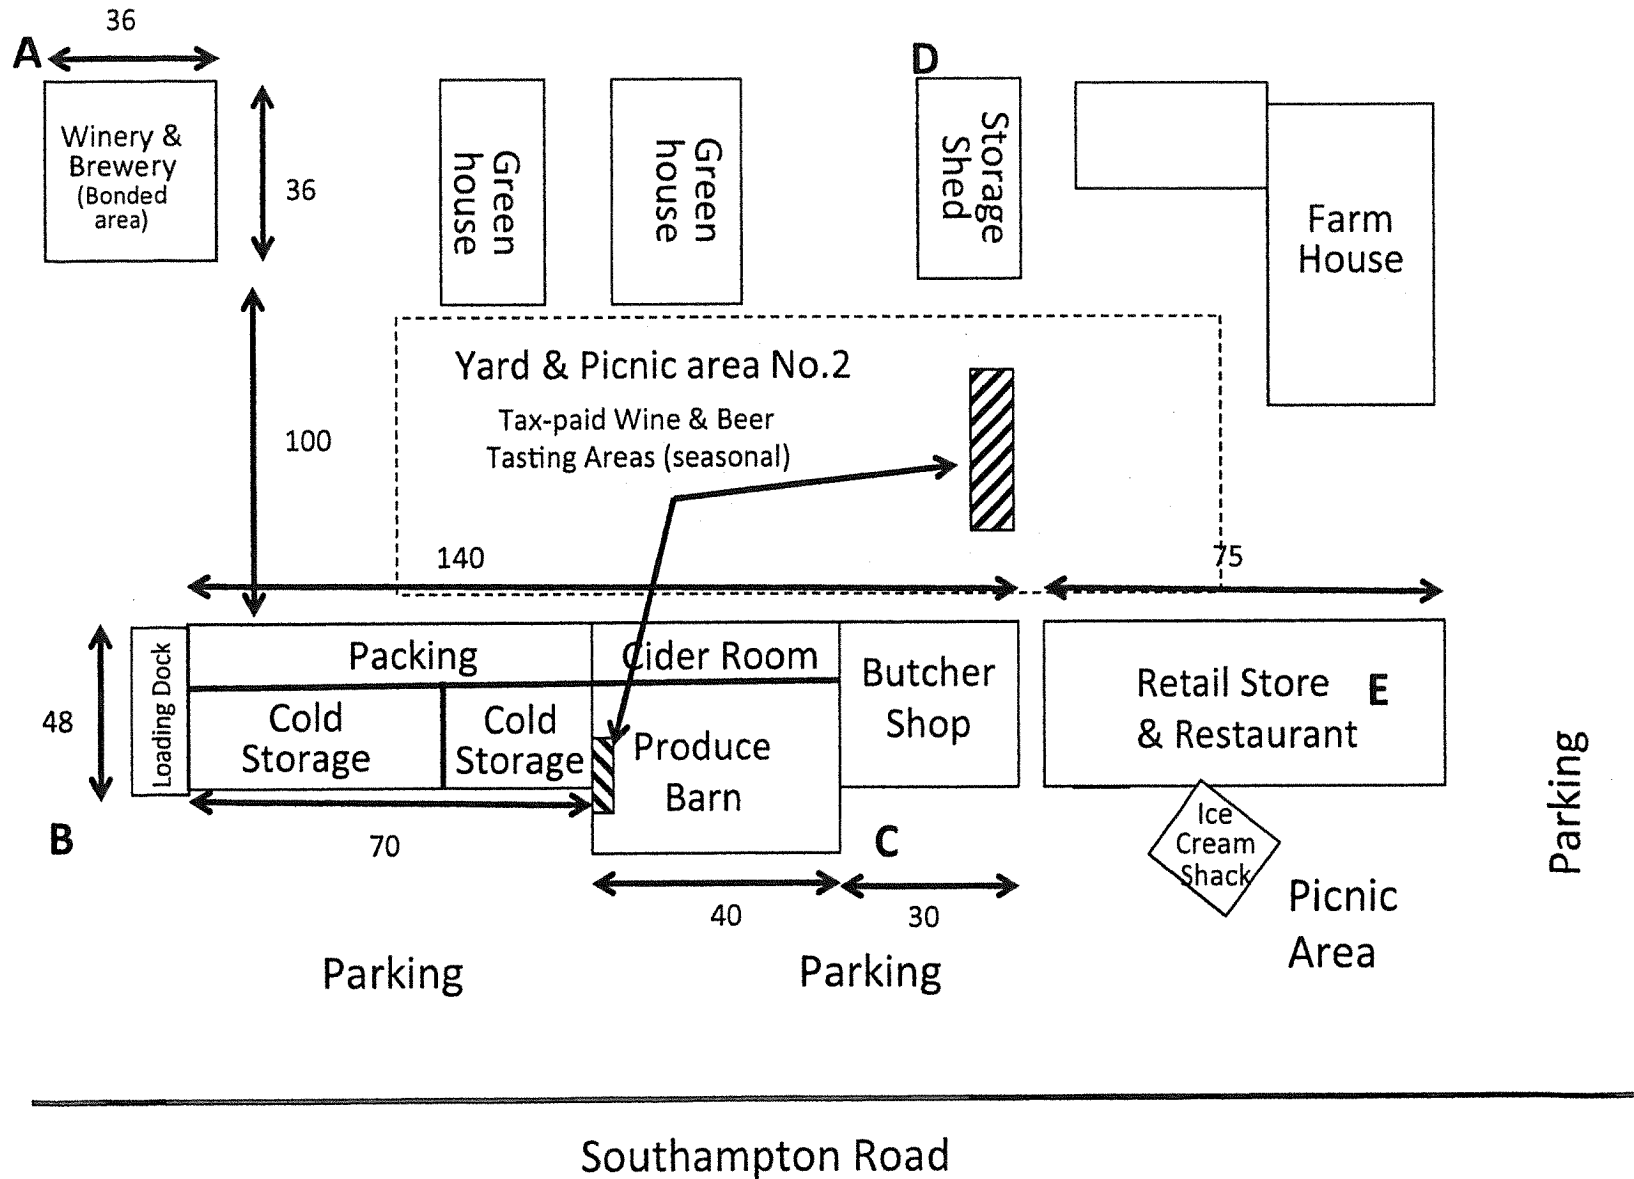 36
A
D
Winery &
Brewery
(Bonded
area)
36
Green
house
Green
house
Storage
Shed
Farm
House
Yard & Picnic area No.2
Tax-paid Wine & Beer
Tasting Areas (seasonal)
100
140
75
Loading Dock
48
Packing
Cold
Storage
Cold
Storage
Cider Room
Produce
Barn
Butcher
Shop
Retail Store
& Restaurant
E
B
70
C
40
30
Ice
Cream
Shack
Picnic
Area
Parking
Parking
Parking
Southampton Road